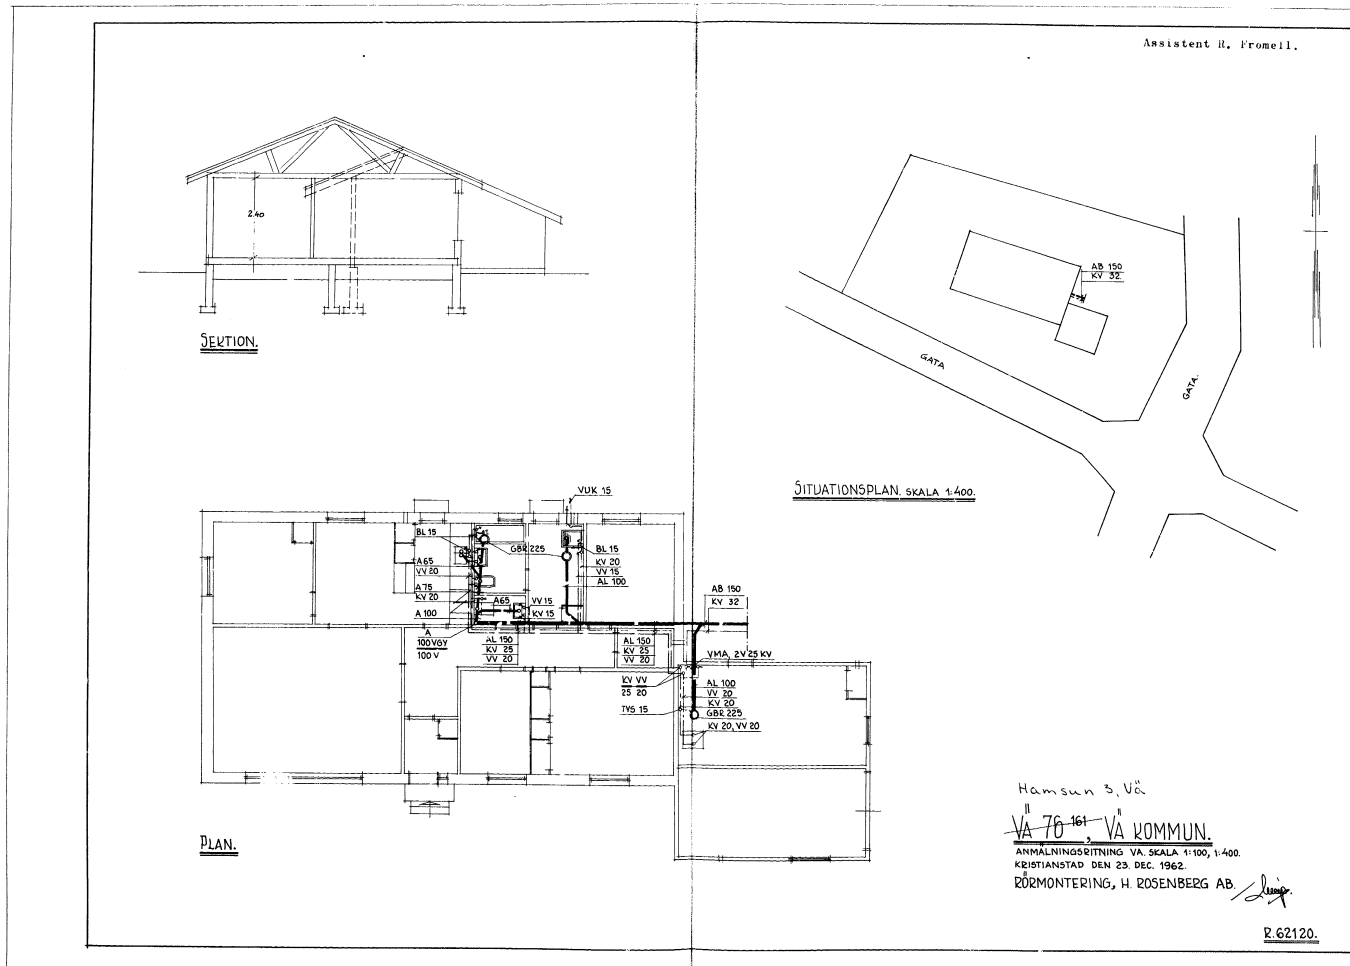 Assistent R. Fromell.
2.40
SEKTION.
AB 150
KV 32
GATA
GATA.
SITUATIONSPLAN. SKALA 1:400.
VUK 15
BL 15
GBR 225
BL 15
A65
VV 20
KV 20
VV 15
AL 100
A75
KV 20
A65
VV 15
KV 15
A 100
AB 150
KV 32
A
100 VGY
100 V
AL 150
KV 25
VV 20
AL 150
KV 25
VV 20
VMA, 2V 25 KV
KV VV
25 20
AL 100
VV 20
KV 20
GBR 225
TVS 15
KV 20, VV 20
PLAN.
Hamsun 3, Vä
VÄ 76 161, VÄ KOMMUN.
ANMÄLNINGSRITNING VA. SKALA 1:100, 1:400.
KRISTIANSTAD DEN 23. DEC. 1962.
RÖRMONTERING, H. ROSENBERG AB.
R.62120.